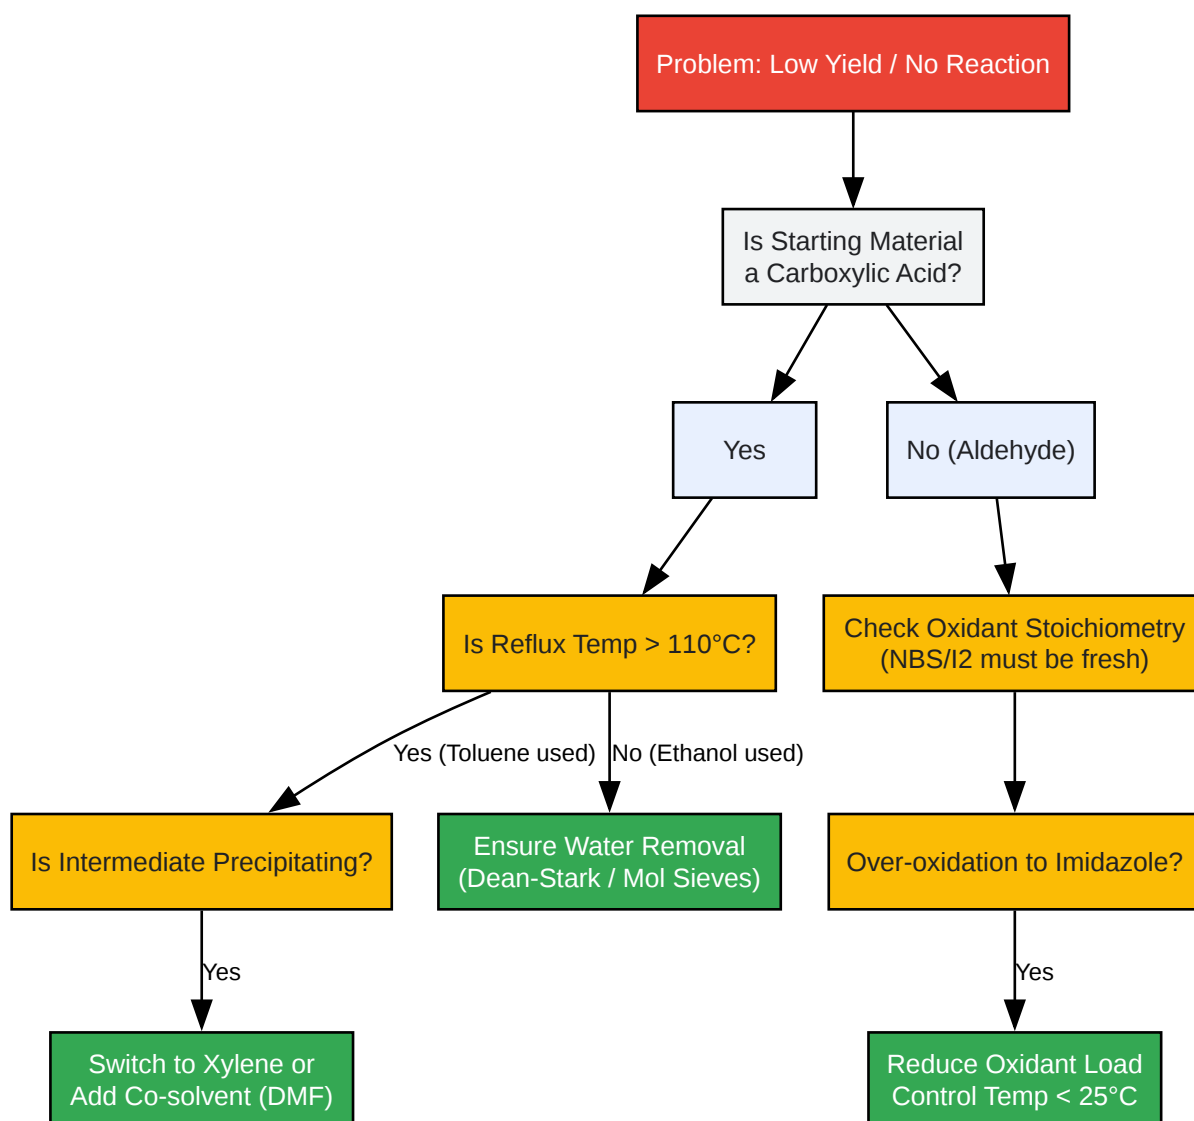 Problem: Low Yield / No Reaction
Is Starting Material
a Carboxylic Acid?
Yes
No (Aldehyde)
Is Reflux Temp > 110°C?
Check Oxidant Stoichiometry
(NBS/I2 must be fresh)
Yes (Toluene used)
No (Ethanol used)
Is Intermediate Precipitating?
Ensure Water Removal
(Dean-Stark / Mol Sieves)
Over-oxidation to Imidazole?
Yes
Yes
Switch to Xylene or
Add Co-solvent (DMF)
Reduce Oxidant Load
Control Temp < 25°C